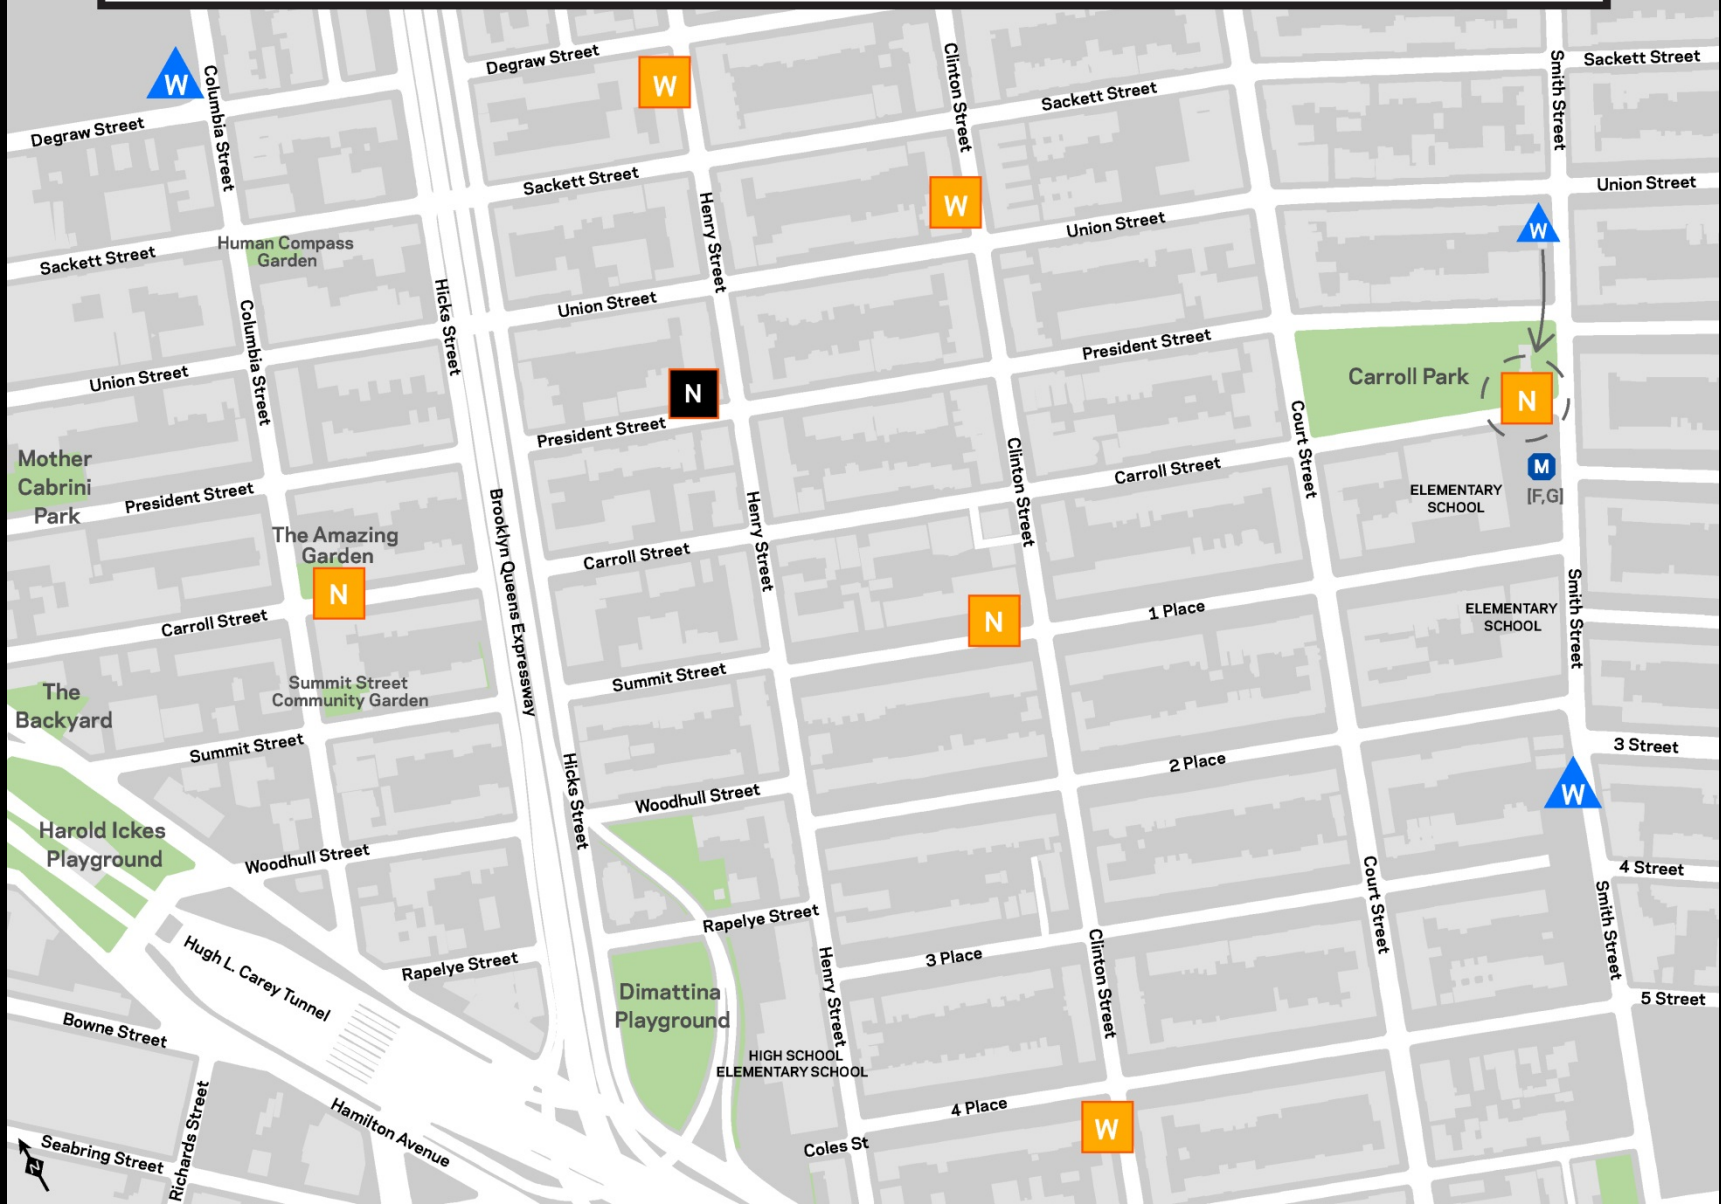 Degraw Street
Clinton Street
Sackett Street
Smith Street
Sackett Street
W
W
W
Columbia Street
Degraw Street
Sackett Street
Union Street
Henry Street
W
Union Street
W
Human Compass
Garden
Sackett Street
Hicks Street
Columbia Street
Union Street
President Street
Union Street
Carroll Park
N
N
President Street
Court Street
Clinton Street
Carroll Street
M
[F,G]
ELEMENTARY
SCHOOL
Mother
Cabrini
Park
President Street
Brooklyn Queens Expressway
Henry Street
The Amazing
Garden
Carroll Street
N
N
1 Place
ELEMENTARY
SCHOOL
Smith Street
Carroll Street
Summit Street
Summit Street
Community Garden
The
Backyard
Summit Street
3 Street
2 Place
W
Hicks Street
Woodhull Street
Harold Ickes
Playground
Woodhull Street
4 Street
Court Street
Smith Street
Rapelye Street
Clinton Street
Henry Street
3 Place
Rapelye Street
Hugh L. Carey Tunnel
Dimattina
Playground
5 Street
Bowne Street
HIGH SCHOOL
ELEMENTARY SCHOOL
Richards Street
Hamilton Avenue
4 Place
W
Coles St
Seabring Street
N